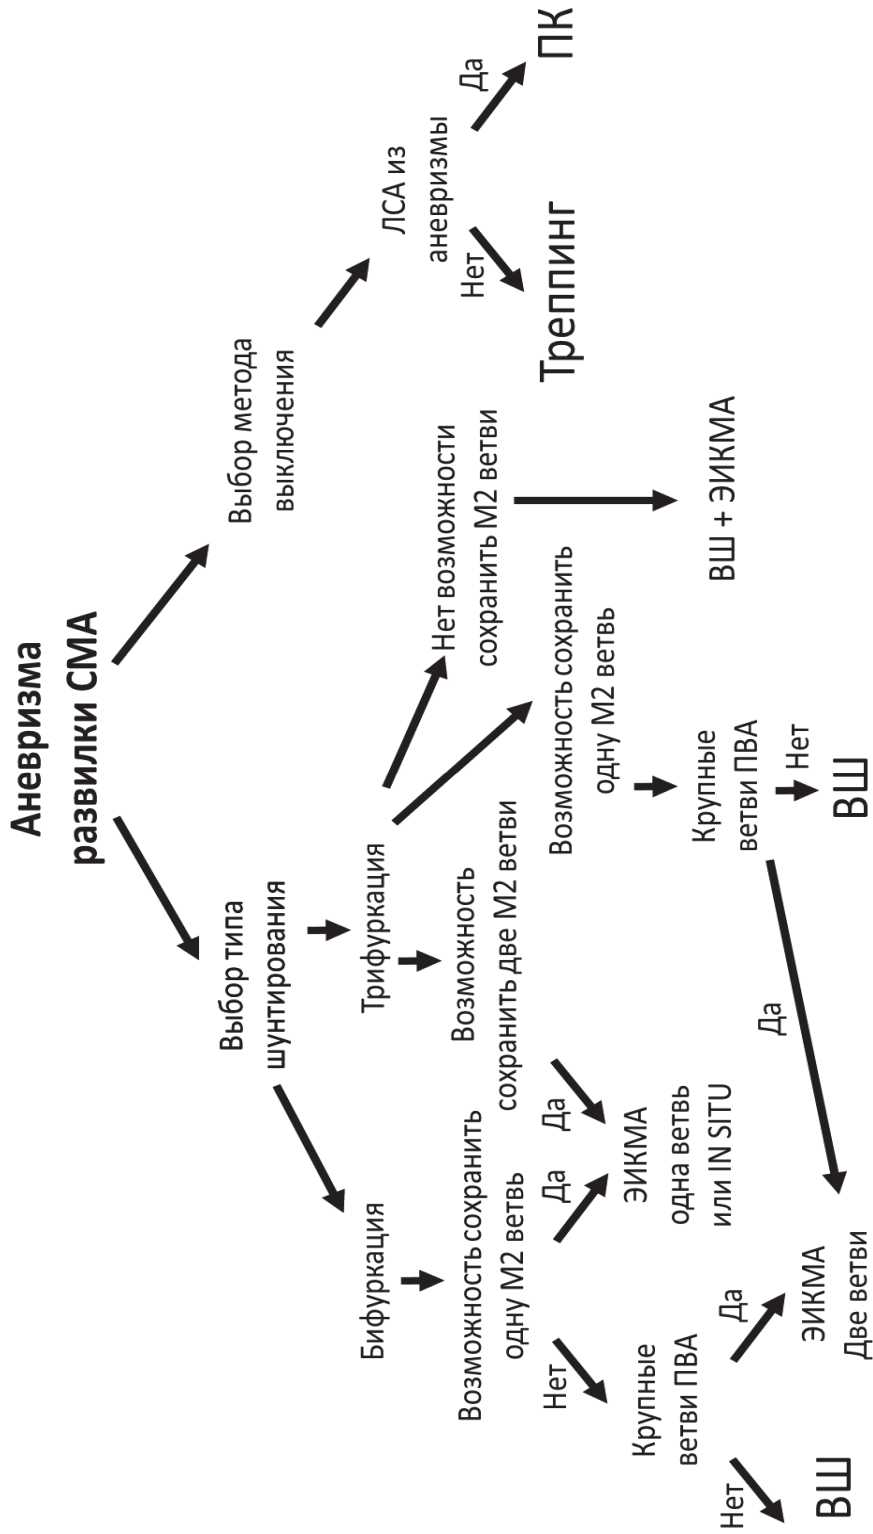 Аневризма
развилки СМА
Выбор типа
шунтирования
Выбор метода
выключения
Бифуркация
Трифуркация
ЛСА из
аневризмы
Возможность сохранить
одну М2 ветвь
Возможность
сохранить две М2 ветви
Нет возможности
сохранить М2 ветви
Нет
Да
Нет
Да
Да
Треппинг
ПК
Возможность сохранить
одну М2 ветвь
Крупные
ветви ПВА
ЭИКМА
одна ветвь
или IN SITU
Крупные
ветви ПВА
ВШ + ЭИКМА
Нет
Да
Да
Нет
ВШ
ЭИКМА
Две ветви
ВШ